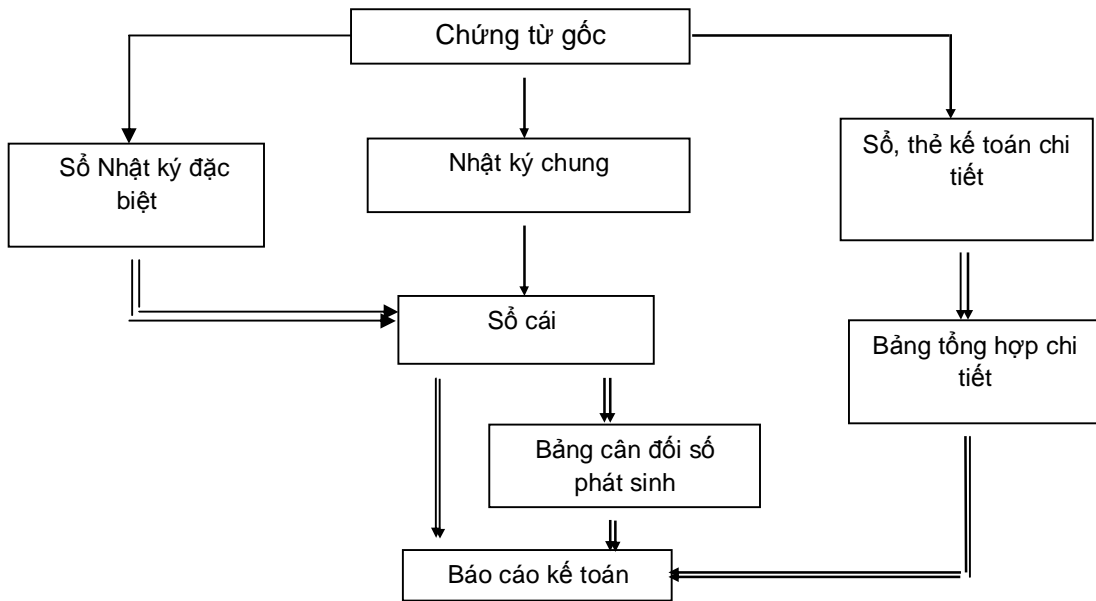 Chứng từ gốc
Sổ Nhật ký đặc
biệt
Nhật ký chung
Sổ, thẻ kế toán chi
tiết
Sổ cái
Bảng tổng hợp chi
tiết
Bảng cân đối số
phát sinh
Báo cáo kế toán